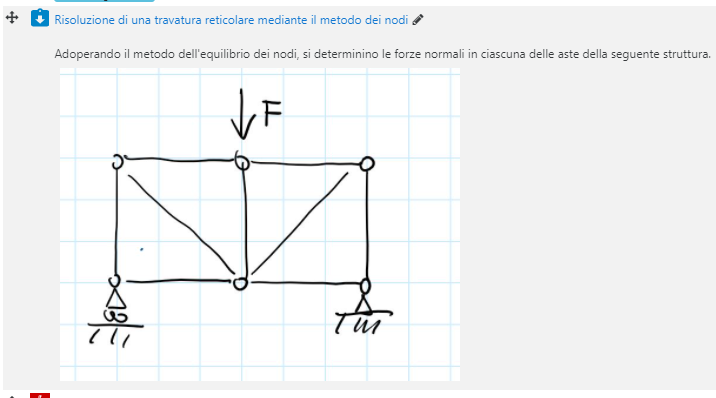 Risoluzione di una travatura reticolare mediante il metodo dei nodi
Adoperando il metodo dell'equilibrio dei nodi, si determinino le forze normali in ciascuna delle aste della seguente struttura.
F